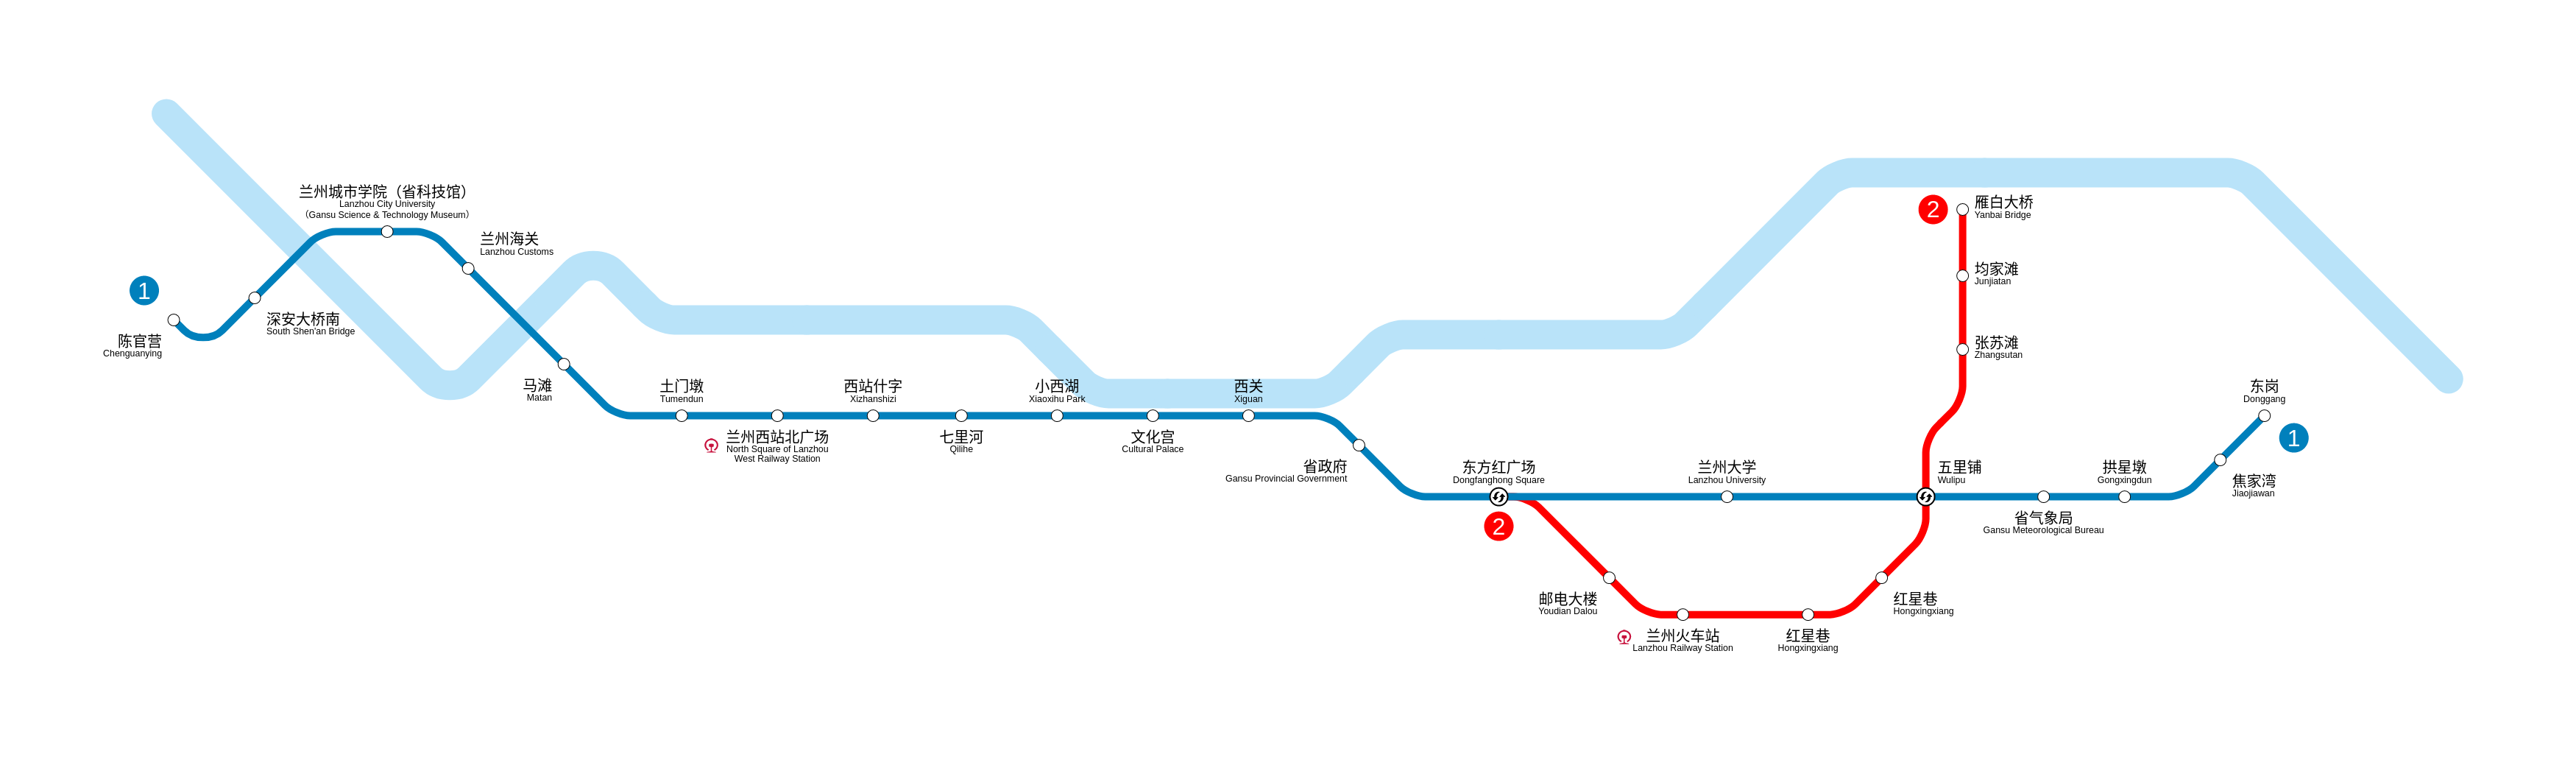 兰州城市学院（省科技馆）
Lanzhou City University
（Gansu Science & Technology Museum）
兰州海关
Lanzhou Customs
1
深安大桥南
South Shen'an Bridge
陈官营
Chenguanying
马滩
Matan
土门墩
Tumendun
兰州西站北广场
North Square of Lanzhou
West Railway Station
西站什字
Xizhanshizi
七里河
Qilihe
小西湖
Xiaoxihu Park
文化宫
Cultural Palace
西关
Xiguan
省政府
Gansu Provincial Government
东方红广场
Dongfanghong Square
2
兰州大学
Lanzhou University
五里铺
Wulipu
省气象局
Gansu Meteorological Bureau
拱星墩
Gongxingdun
焦家湾
Jiaojiawan
东岗
Donggang
1
2
雁白大桥
Yanbai Bridge
均家滩
Junjiatan
张苏滩
Zhangsutan
邮电大楼
Youdian Dalou
兰州火车站
Lanzhou Railway Station
红星巷
Hongxingxiang
红星巷
Hongxingxiang